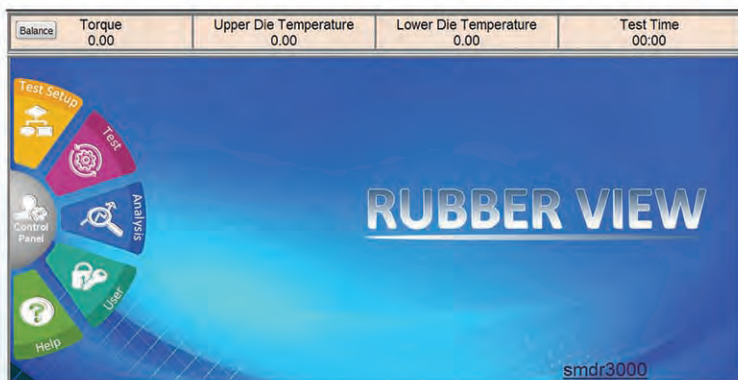 Balance
Torque
0.00
Upper Die Temperature
0.00
Lower Die Temperature
0.00
Test Time
00:00
Test Setup
Test
Analysis
Control
Panel
User
Help
RUBBER VIEW
smdr3000